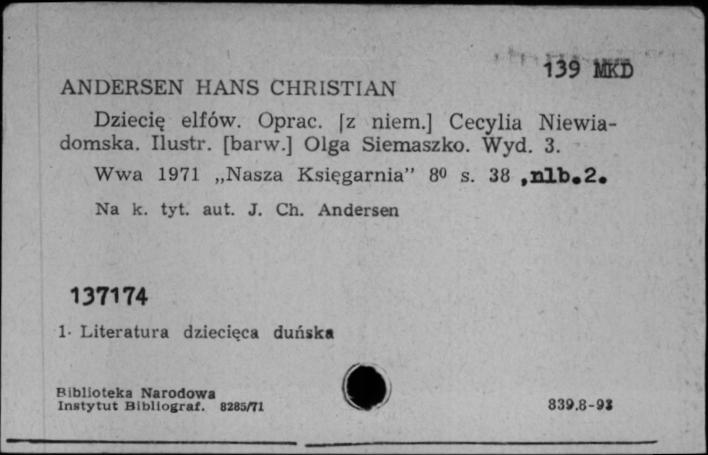 139 MKD
ANDERSEN HANS CHRISTIAN
Dziecię elfów. Oprac. [z niem.] Cecylia Niewia-
domska. Ilustr. [barw.] Olga Siemaszko. Wyd. 3.
Wwa 1971 „Nasza Księgarnia” 8⁰ s. 38 ,nlb.2.
Na k. tyt. aut. J. Ch. Andersen
137174
1. Literatura dziecięca duńska
Biblioteka Narodowa
Instytut Bibliograf. 8285/71
839.8-93